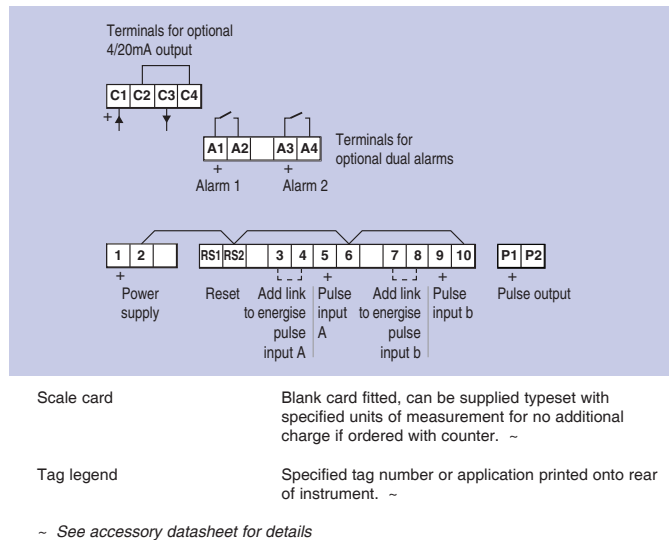 Terminals for optional
4/20mA output
C1 C2 C3 C4
+
A1 A2 A3 A4
Terminals for
optional dual alarms
+ +
Alarm 1 Alarm 2
1 2 RS1 RS2 3 4 5 6 7 8 9 10 P1 P2
+ + + +
Power
supply
Reset
Add link
to energise
pulse
input A
Pulse
input
A
Add link
to energise
pulse
input b
Pulse
input b
Pulse output
Scale card
Blank card fitted, can be supplied typeset with
specified units of measurement for no additional
charge if ordered with counter. ~
Tag legend
Specified tag number or application printed onto rear
of instrument. ~
~ See accessory datasheet for details